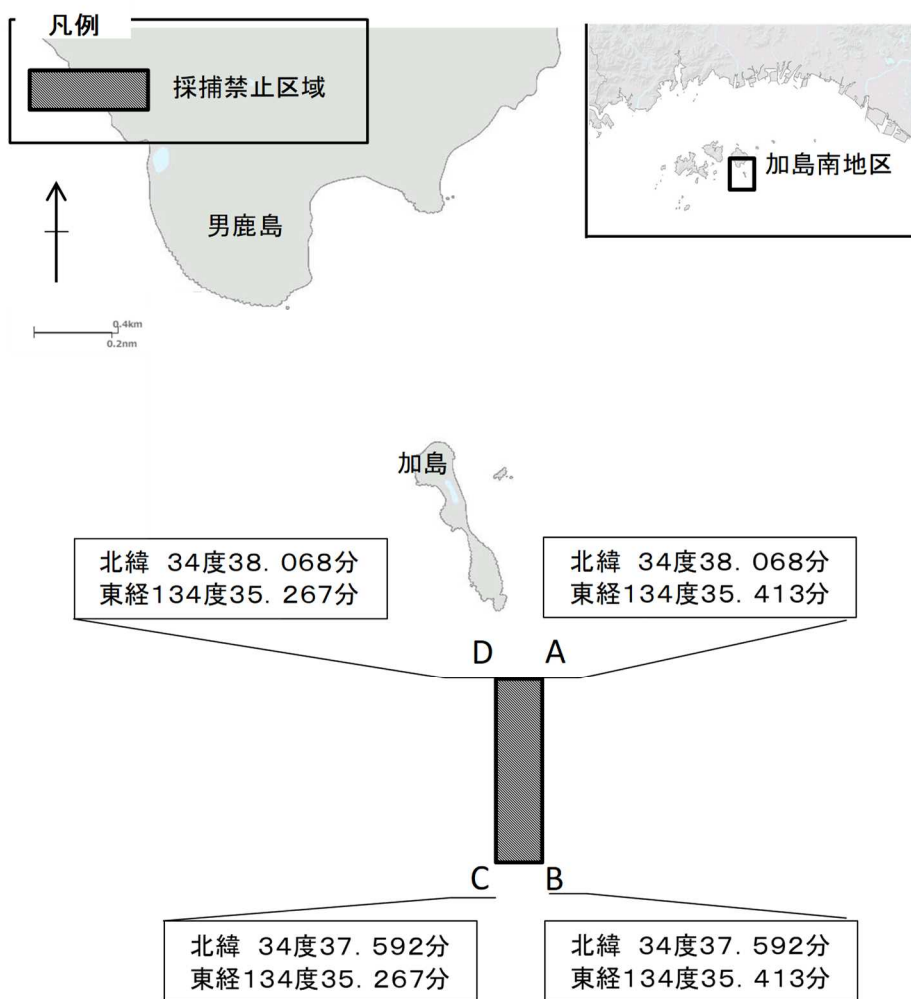 凡例
採捕禁止区域
加島南地区
男鹿島
0.4km
0.2nm
加島
北緯 34度38. 068分
東経134度35. 267分
北緯 34度38. 068分
東経134度35. 413分
D A
C B
北緯 34度37. 592分
東経134度35. 267分
北緯 34度37. 592分
東経134度35. 413分